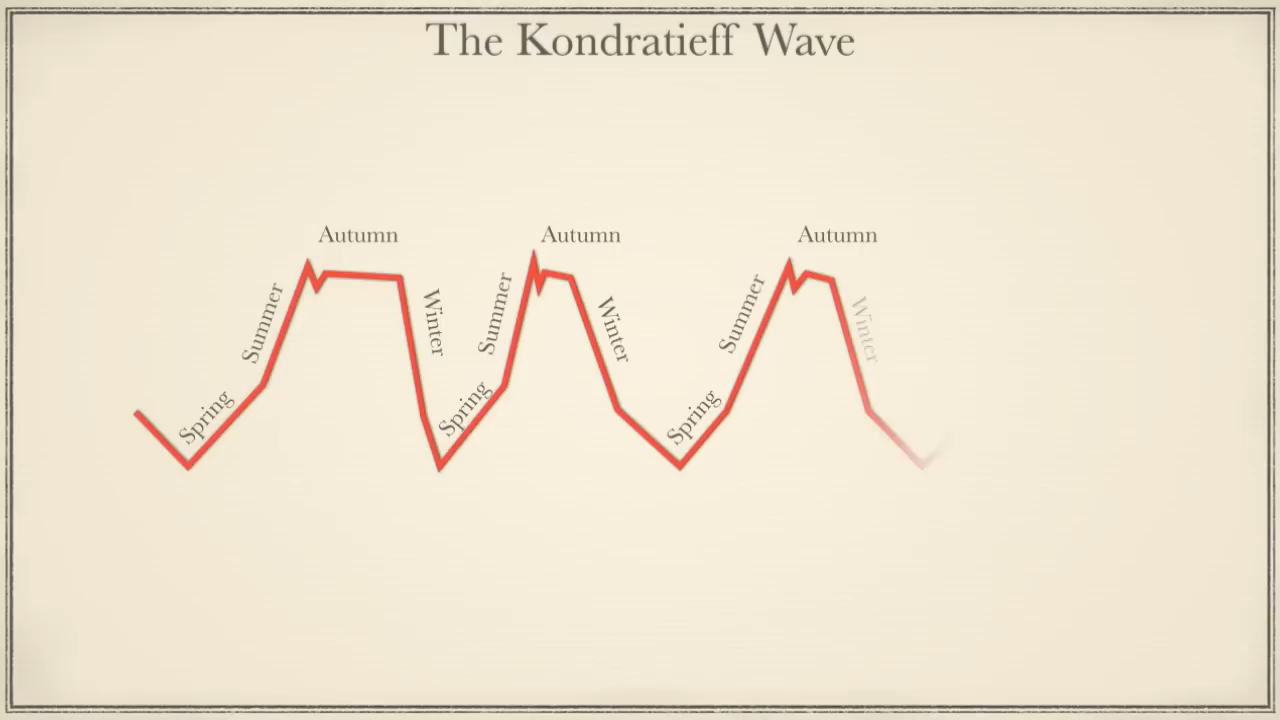 The Kondratieff Wave
Spring
Summer
Autumn
Winter
Spring
Summer
Autumn
Winter
Spring
Summer
Autumn
Winter